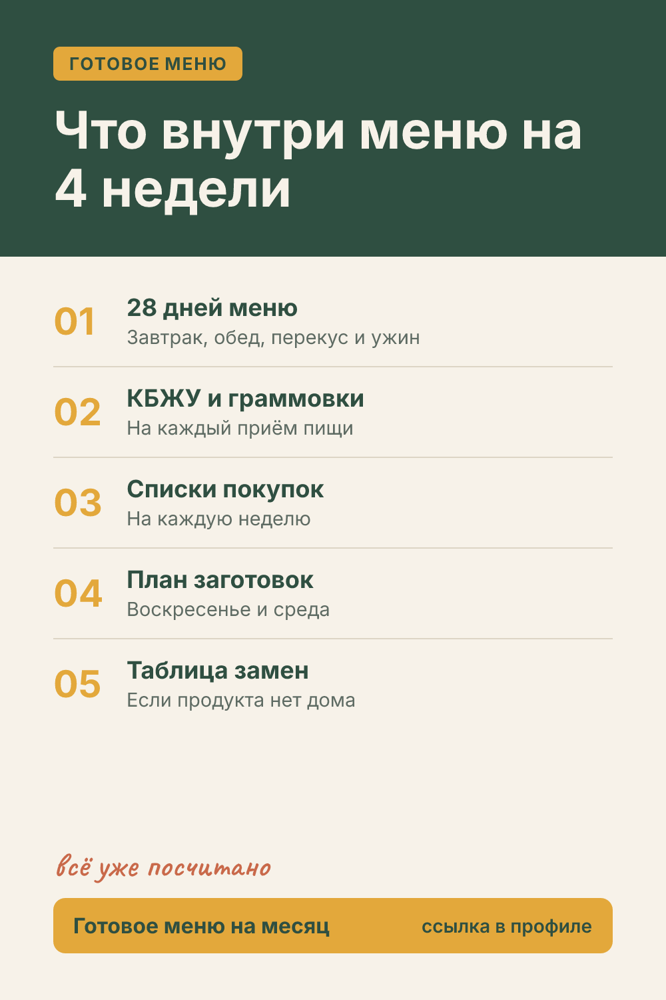 ГОТОВОЕ МЕНЮ
Что внутри меню на
4 недели
01
28 дней меню
Завтрак, обед, перекус и ужин
02
КБЖУ и граммовки
На каждый приём пищи
03
Списки покупок
На каждую неделю
04
План заготовок
Воскресенье и среда
05
Таблица замен
Если продукта нет дома
всё уже посчитано
Готовое меню на месяц
ссылка в профиле